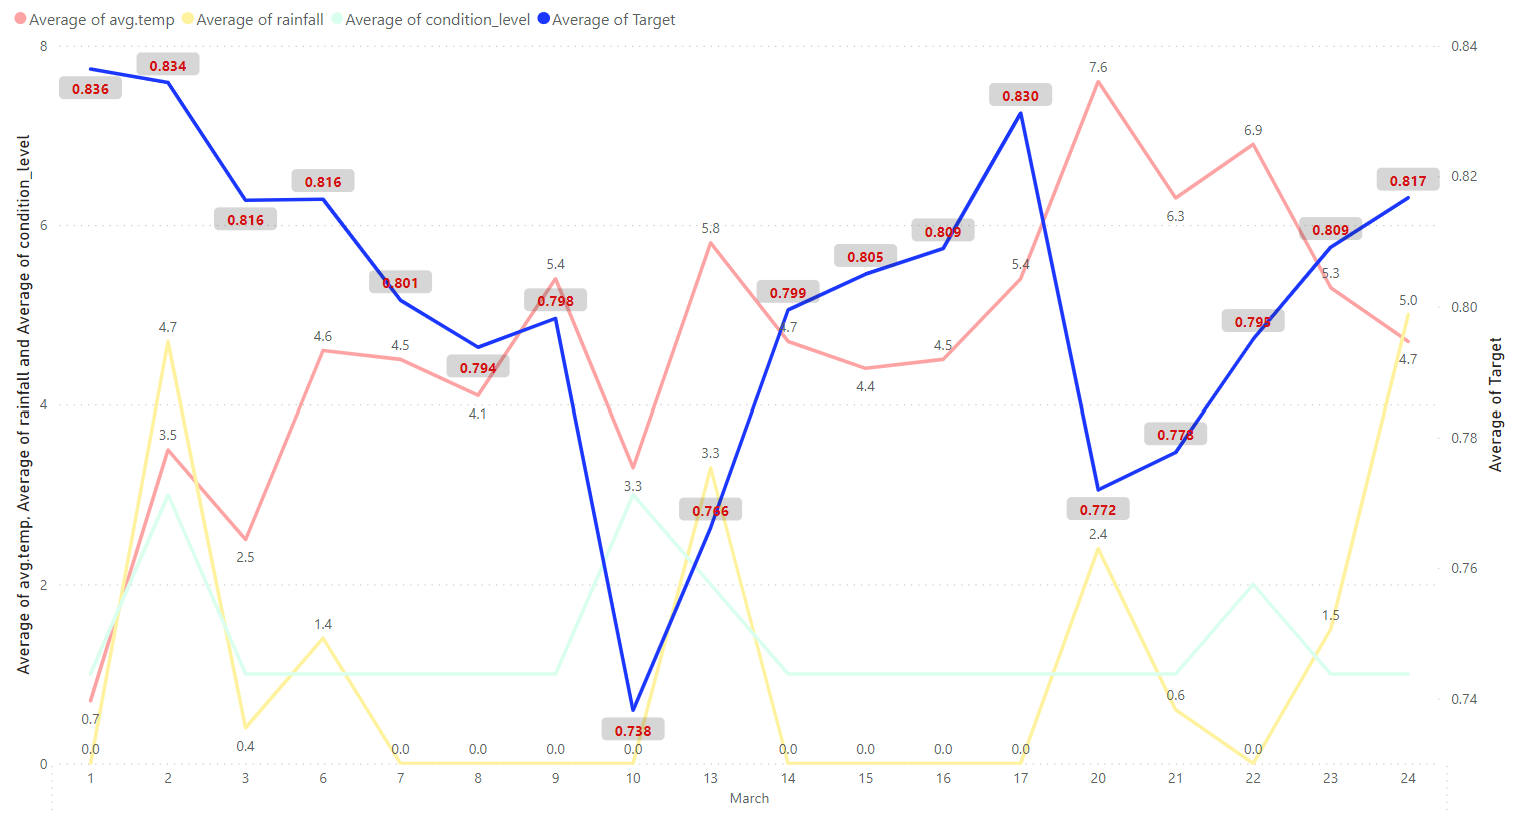 Average of avg.temp Average of rainfall Average of condition_level Average of Target
8 0.84
7.6
0.834
0.836
0.830
6.9
0.82
0.816 0.817
0.816
6.3
6 5.8 0.809 0.809
0.805
5.4 5.4 5.3
0.801
0.799
0.798
5.0 0.80
0.795
4.7 4.6 4.5 4.7 4.5
0.794 4.4 4.7
4.1
4
3.5 0.78
0.778
3.3
3.3
0.766 0.772
2.5 2.4
2 0.76
1.4 1.5
0.7 0.6 0.74
0.738
0.0 0.4 0.0 0.0 0.0 0.0 0.0 0.0 0.0 0.0 0.0
0
1 2 3 6 7 8 9 10 13 14 15 16 17 20 21 22 23 24
March
Average of avg.temp, Average of rainfall and Average of condition_level
Average of Target